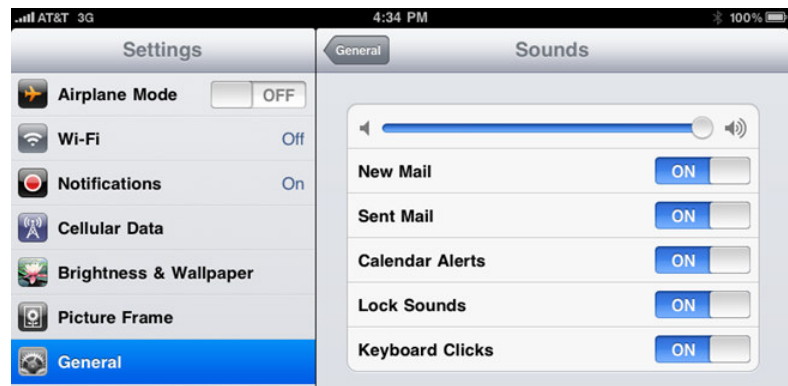 AT&T 3G 4:34 PM 100%
Settings
Airplane Mode OFF
Wi-Fi Off
Notifications On
Cellular Data
Brightness & Wallpaper
Picture Frame
General
General Sounds
New Mail ON
Sent Mail ON
Calendar Alerts ON
Lock Sounds ON
Keyboard Clicks ON